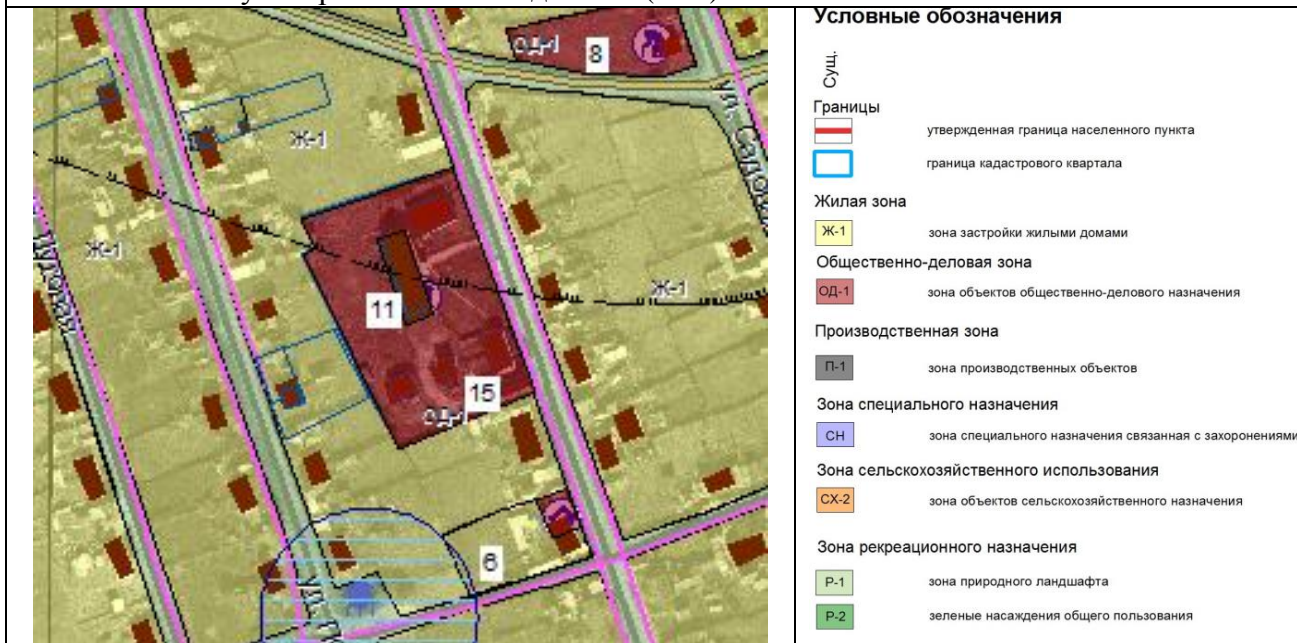 ОД-1
8
ул. Садовая
Ж-1
Ж-1
Луговая
11
Ж-1
15
ОД-1
6
Условные обозначения
Сущ.
Границы
утвержденная граница населенного пункта
граница кадастрового квартала
Жилая зона
Ж-1 зона застройки жилыми домами
Общественно-деловая зона
ОД-1 зона объектов общественно-делового назначения
Производственная зона
П-1 зона производственных объектов
Зона специального назначения
СН зона специального назначения связанная с захоронениями
Зона сельскохозяйственного использования
СХ-2 зона объектов сельскохозяйственного назначения
Зона рекреационного назначения
Р-1 зона природного ландшафта
Р-2 зеленые насаждения общего пользования